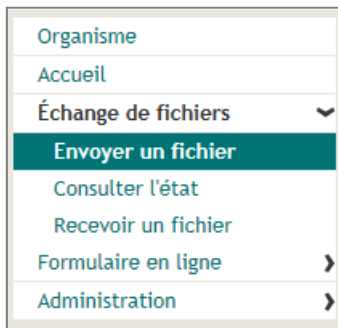 Organisme
Accueil
Échange de fichiers
Envoyer un fichier
Consulter l'état
Recevoir un fichier
Formulaire en ligne
Administration